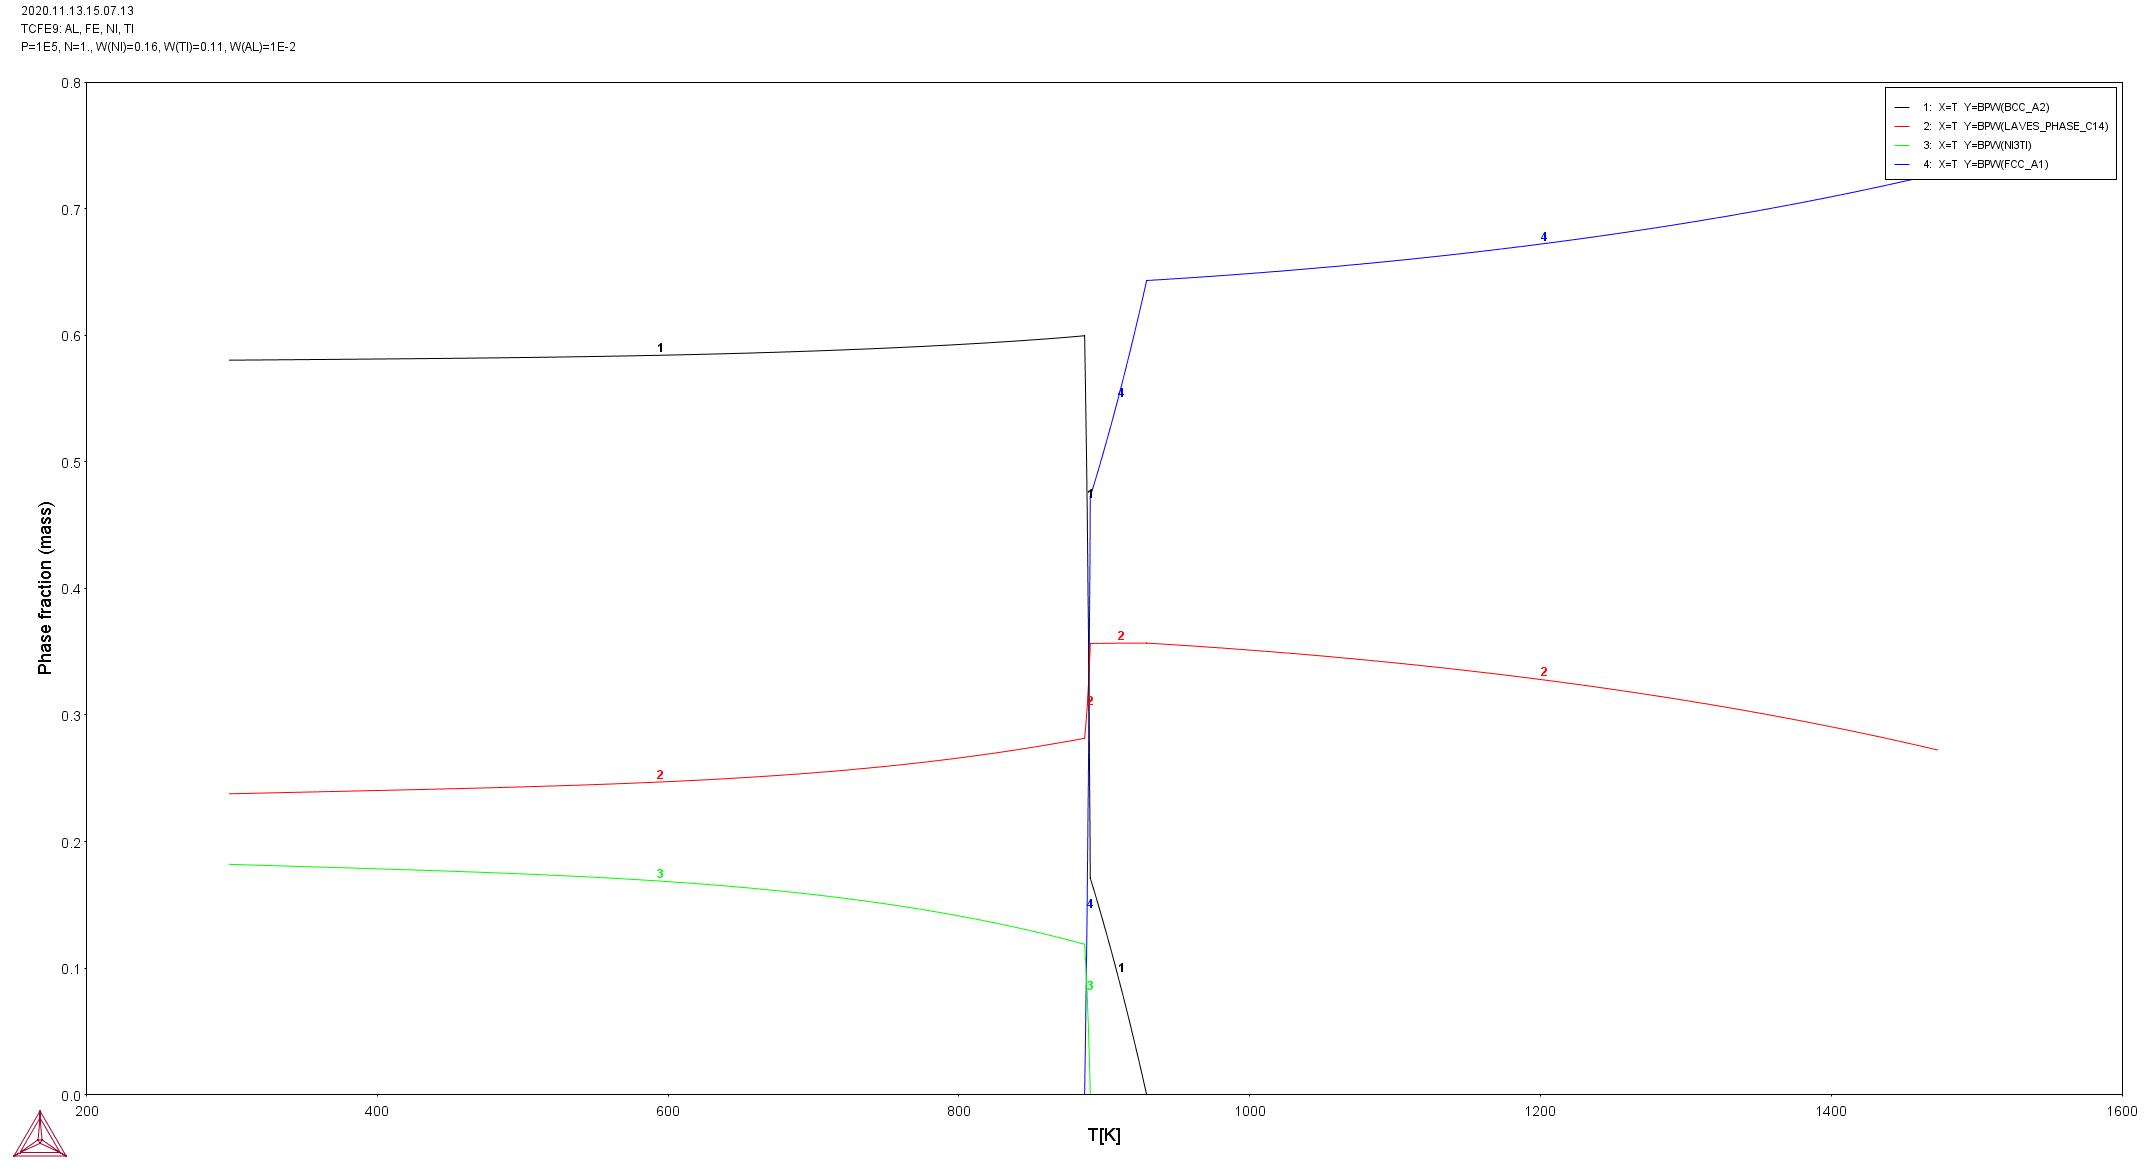 2020.11.13.15.07.13
TCFE9: AL, FE, NI, TI
P=1E5, N=1., W(NI)=0.16, W(TI)=0.11, W(AL)=1E-2
1: X=T Y=BPW(BCC_A2)
2: X=T Y=BPW(LAVES_PHASE_C14)
3: X=T Y=BPW(NI3TI)
4: X=T Y=BPW(FCC_A1)
0.8
0.7
0.6
0.5
0.4
0.3
0.2
0.1
0.0
Phase fraction (mass)
4
1
4
1
2
2
2
2
3
4
1
3
200 400 600 800 1000 1200 1400 1600
T[K]